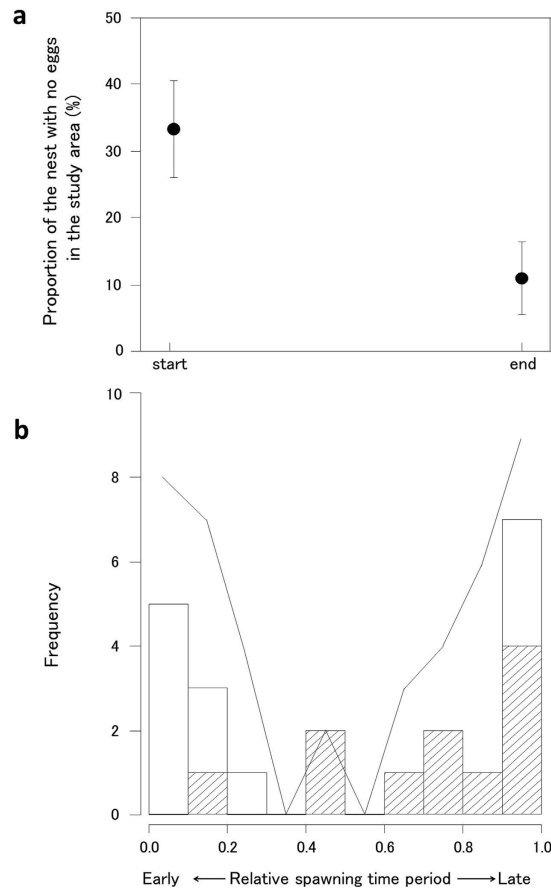 a
Proportion of the nest with no eggs
in the study area (%)
50
40
30
20
10
0
start end
b
Frequency
10
8
6
4
2
0
0.0 0.2 0.4 0.6 0.8 1.0
Early ← Relative spawning time period → Late